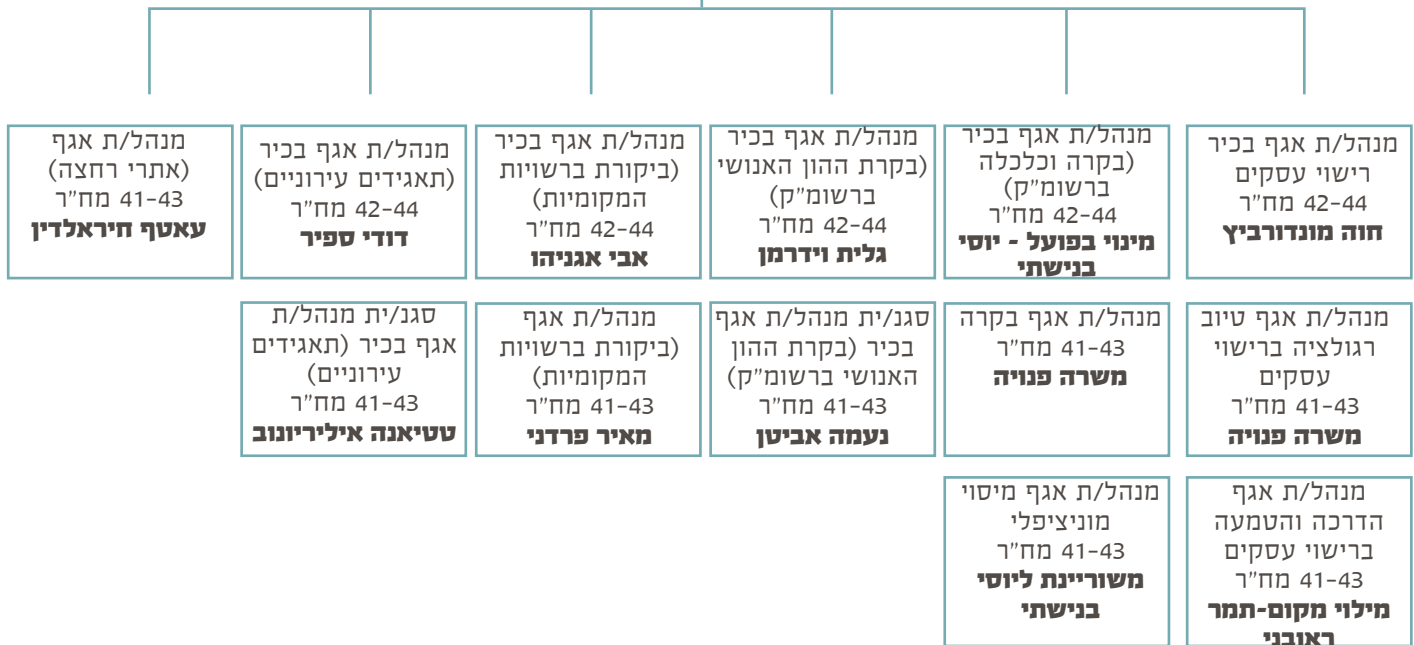 מנהל/ת אגף בכיר
רישוי עסקים
42-44 מח"ר
חוה מונדורביץ
מנהל/ת אגף בכיר
(בקרה וכלכלה
ברשומ"ק)
42-44 מח"ר
מינוי בפועל - יוסי
בנישתי
מנהל/ת אגף בכיר
(בקרת ההון האנושי
ברשומ"ק)
42-44 מח"ר
גלית וידרמן
מנהל/ת אגף בכיר
(ביקורת ברשויות
המקומיות)
42-44 מח"ר
אבי אגניהו
מנהל/ת אגף בכיר
(תאגידים עירוניים)
42-44 מח"ר
דודי ספיר
מנהל/ת אגף
(אתרי רחצה)
41-43 מח"ר
עאטף חיראלדין
מנהל/ת אגף טיוב
רגולציה ברישוי
עסקים
41-43 מח"ר
משרה פנויה
מנהל/ת אגף בקרה
41-43 מח"ר
משרה פנויה
סגנ/ית מנהל/ת אגף
בכיר (בקרת ההון
האנושי ברשומ"ק)
41-43 מח"ר
נעמה אביטן
מנהל/ת אגף
(ביקורת ברשויות
המקומיות)
41-43 מח"ר
מאיר פרדני
סגנ/ית מנהל/ת
אגף בכיר (תאגידים
עירוניים)
41-43 מח"ר
טטיאנה איליריונוב
מנהל/ת אגף
הדרכה והטמעה
ברישוי עסקים
41-43 מח"ר
מילוי מקום-תמר
ראובני
מנהל/ת אגף מיסוי
מוניציפלי
41-43 מח"ר
משוריינת ליוסי
בנישתי